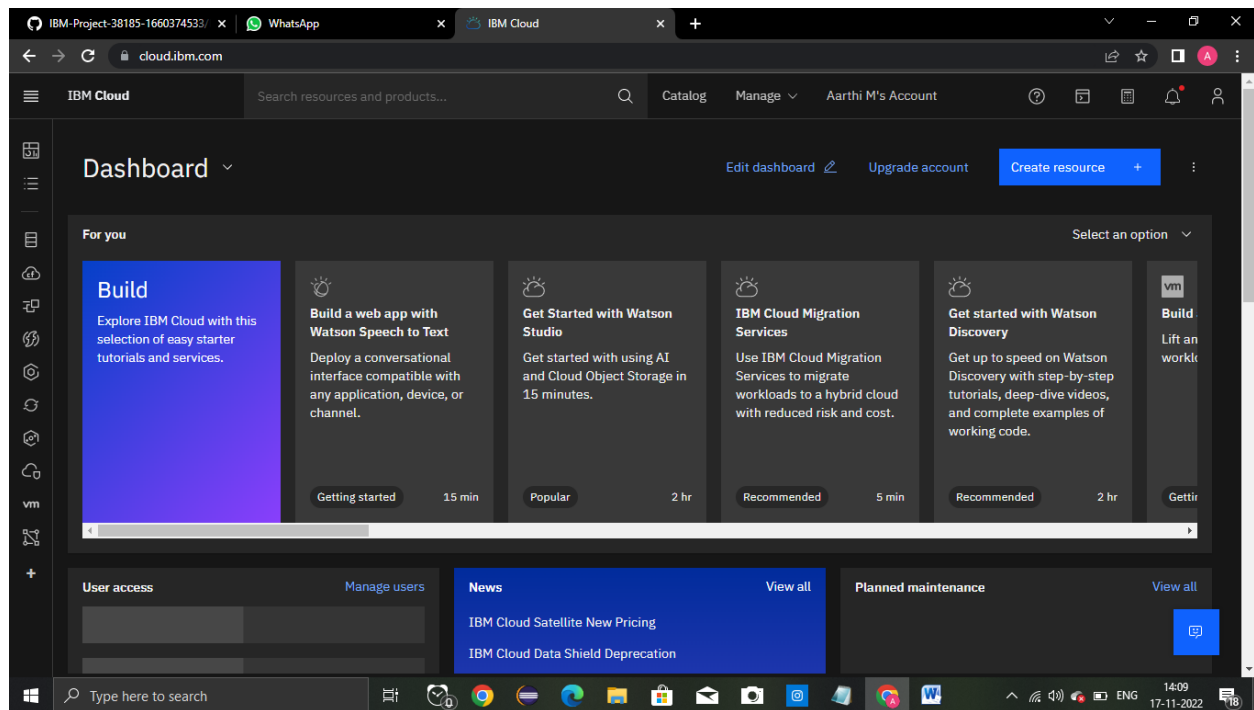 IBM-Project-38185-1660374533/
WhatsApp
IBM Cloud
cloud.ibm.com
A
IBM Cloud
Search resources and products...
Catalog
Manage
Aarthi M's Account
Dashboard
Edit dashboard
Upgrade account
Create resource +
For you
Select an option
Build
Explore IBM Cloud with this
selection of easy starter
tutorials and services.
Build a web app with
Watson Speech to Text
Deploy a conversational
interface compatible with
any application, device, or
channel.
Getting started
15 min
Get Started with Watson
Studio
Get started with using AI
and Cloud Object Storage in
15 minutes.
Popular
2 hr
IBM Cloud Migration
Services
Use IBM Cloud Migration
Services to migrate
workloads to a hybrid cloud
with reduced risk and cost.
Recommended
5 min
Get started with Watson
Discovery
Get up to speed on Watson
Discovery with step-by-step
tutorials, deep-dive videos,
and complete examples of
working code.
Recommended
2 hr
vm
Build
Lift an
workl
Gettin
vm
User access
Manage users
News
View all
IBM Cloud Satellite New Pricing
IBM Cloud Data Shield Deprecation
Planned maintenance
View all
Type here to search
ENG
14:09
17-11-2022
18